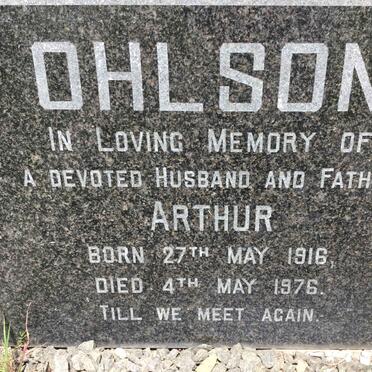 OHLSON
IN LOVING MEMORY OF
A DEVOTED HUSBAND AND FATH
ARTHUR
BORN 27TH MAY 1916,
DIED 4TH MAY 1976.
TILL WE MEET AGAIN.